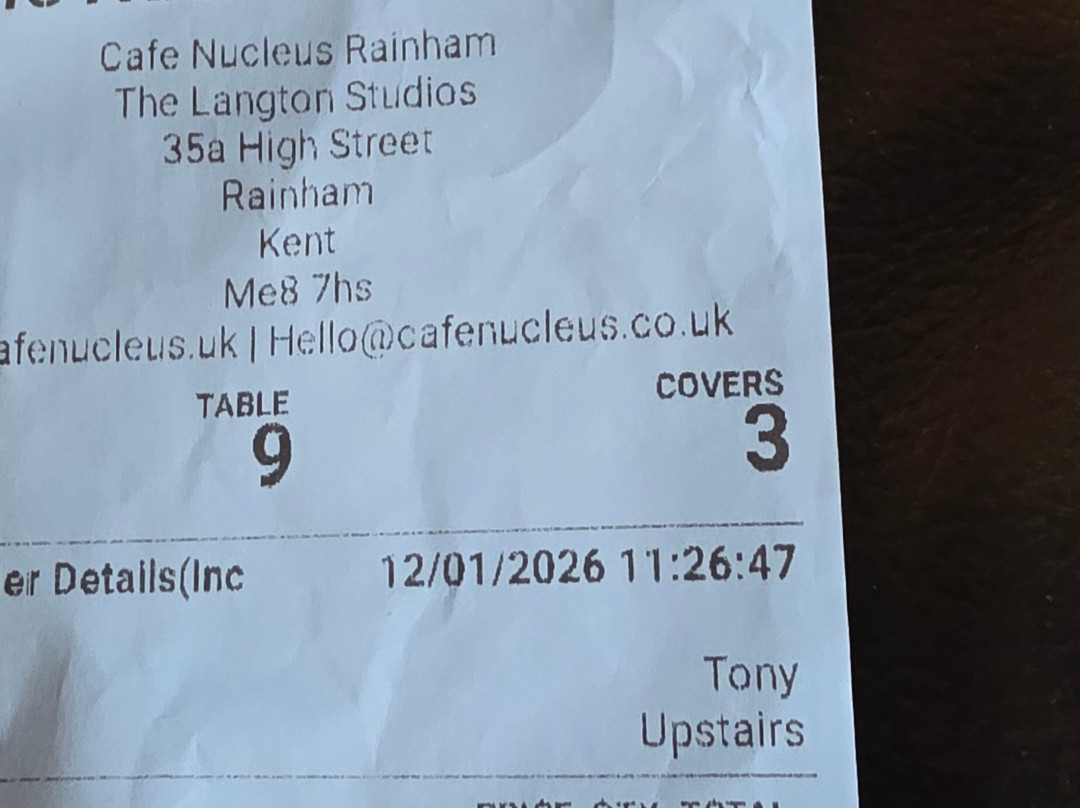 Cafe Nucleus Rainham
The Langton Studios
35a High Street
Rainham
Kent
Me8 7hs
afenucleus.uk | Hello@cafenucleus.co.uk
TABLE COVERS
9 3
er Details(Inc 12/01/2026 11:26:47
Tony
Upstairs